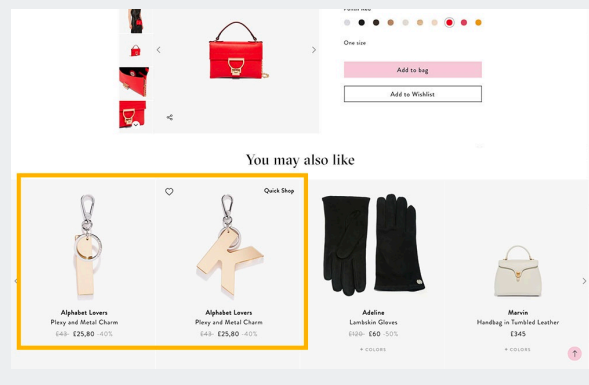 One size
Add to bag
Add to Wishlist
You may also like
Quick Shop
Alphabet Lovers
Plexy and Metal Charm
£43 £25,80 -40%
Alphabet Lovers
Plexy and Metal Charm
£43 £25,80 -40%
Adeline
Lambskin Gloves
£120 £60 -50%
+ COLORS
Marvin
Handbag in Tumbled Leather
£345
+ COLORS